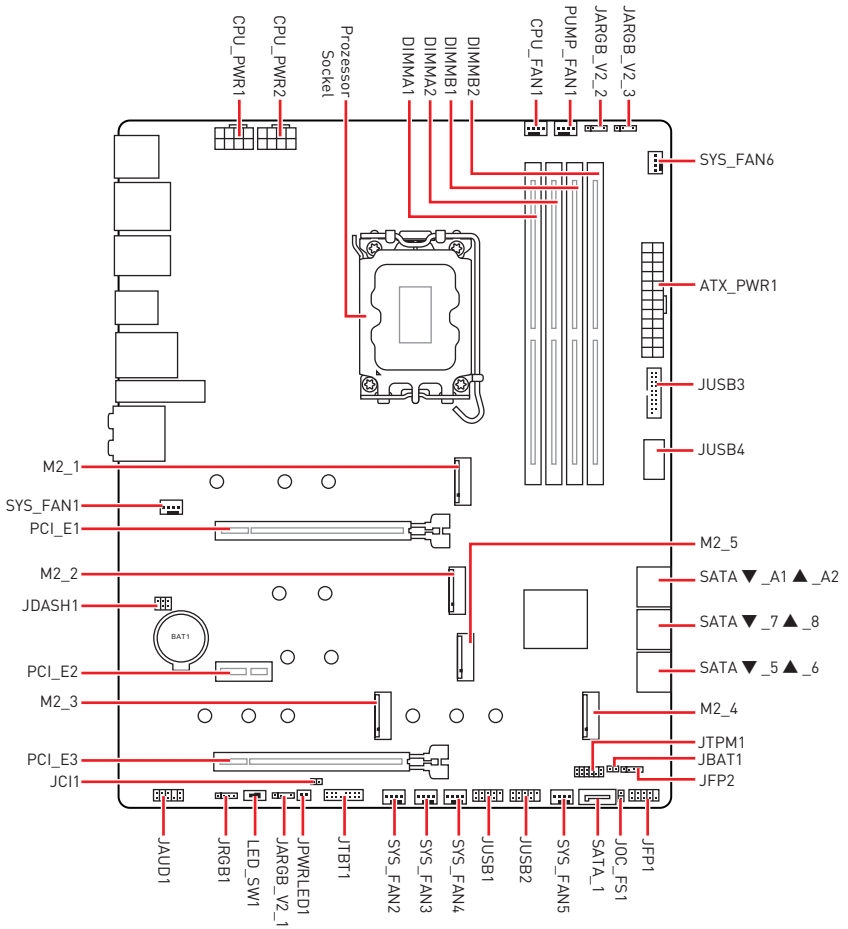 CPU_PWR1
CPU_PWR2
Prozessor
Sockel
DIMMA1
DIMMA2
DIMMB1
DIMMB2
CPU_FAN1
PUMP_FAN1
JARGB_V2_2
JARGB_V2_3
SYS_FAN6
ATX_PWR1
JUSB3
JUSB4
M2_1
SYS_FAN1
PCI_E1
M2_5
M2_2
SATA ▼ _A1 ▲ _A2
JDASH1
SATA ▼ _7 ▲ _8
BAT1
PCI_E2
SATA ▼ _5 ▲ _6
M2_3
M2_4
JTPM1
PCI_E3
JBAT1
JCI1
JFP2
JAUD1
JRGB1
LED_SW1
JARGB_V2_1
JPWRLED1
JTBT1
SYS_FAN2
SYS_FAN3
SYS_FAN4
JUSB1
JUSB2
SYS_FAN5
SATA_1
JOC_FS1
JFP1